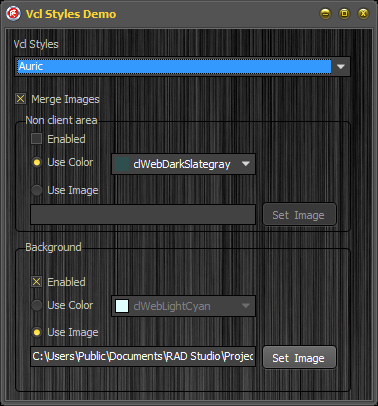 Vcl Styles Demo
Vcl Styles
Auric
Merge Images
Non client area
Enabled
Use Color
clWebDarkSlategray
Use Image
Set Image
Background
Enabled
Use Color
clWebLightCyan
Use Image
C:\Users\Public\Documents\RAD Studio\Projec
Set Image